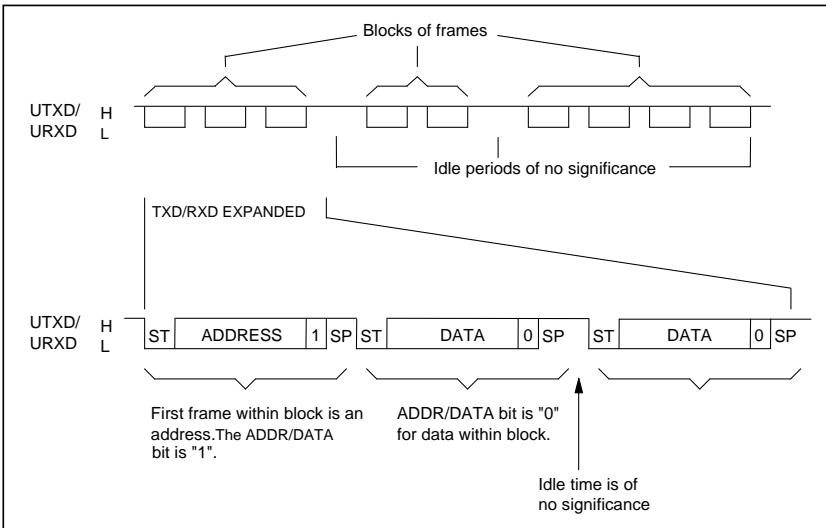 Blocks of frames
UTXD/ H
URXD L
Idle periods of no significance
TXD/RXD EXPANDED
UTXD/ H
URXD L
ST ADDRESS 1 SP ST DATA 0 SP ST DATA 0 SP
First frame within block is an
address.The ADDR/DATA
bit is "1".
ADDR/DATA bit is "0"
for data within block.
Idle time is of
no significance